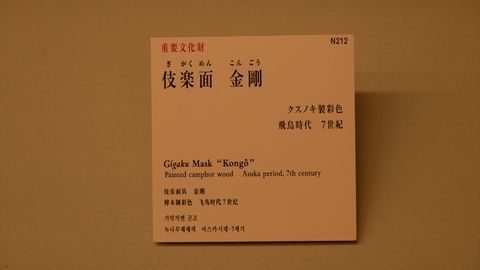 重要文化財
N212
ぎがくめん こんごう
伎楽面 金剛
クスノキ製彩色
飛鳥時代 7世紀
Gigaku Mask “Kongô”
Painted camphor wood Asuka period, 7th century
伎乐面具 金剛
樟木制彩色 飞鸟时代 7世纪
기악가면 곤고
녹나무제채색 아스카시대·7세기